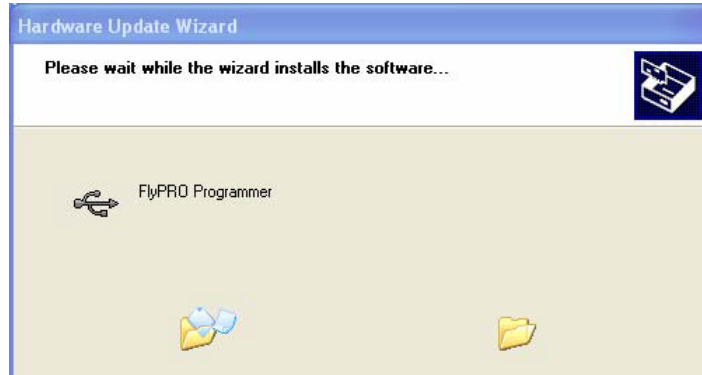 Hardware Update Wizard
Please wait while the wizard installs the software...
FlyPRO Programmer